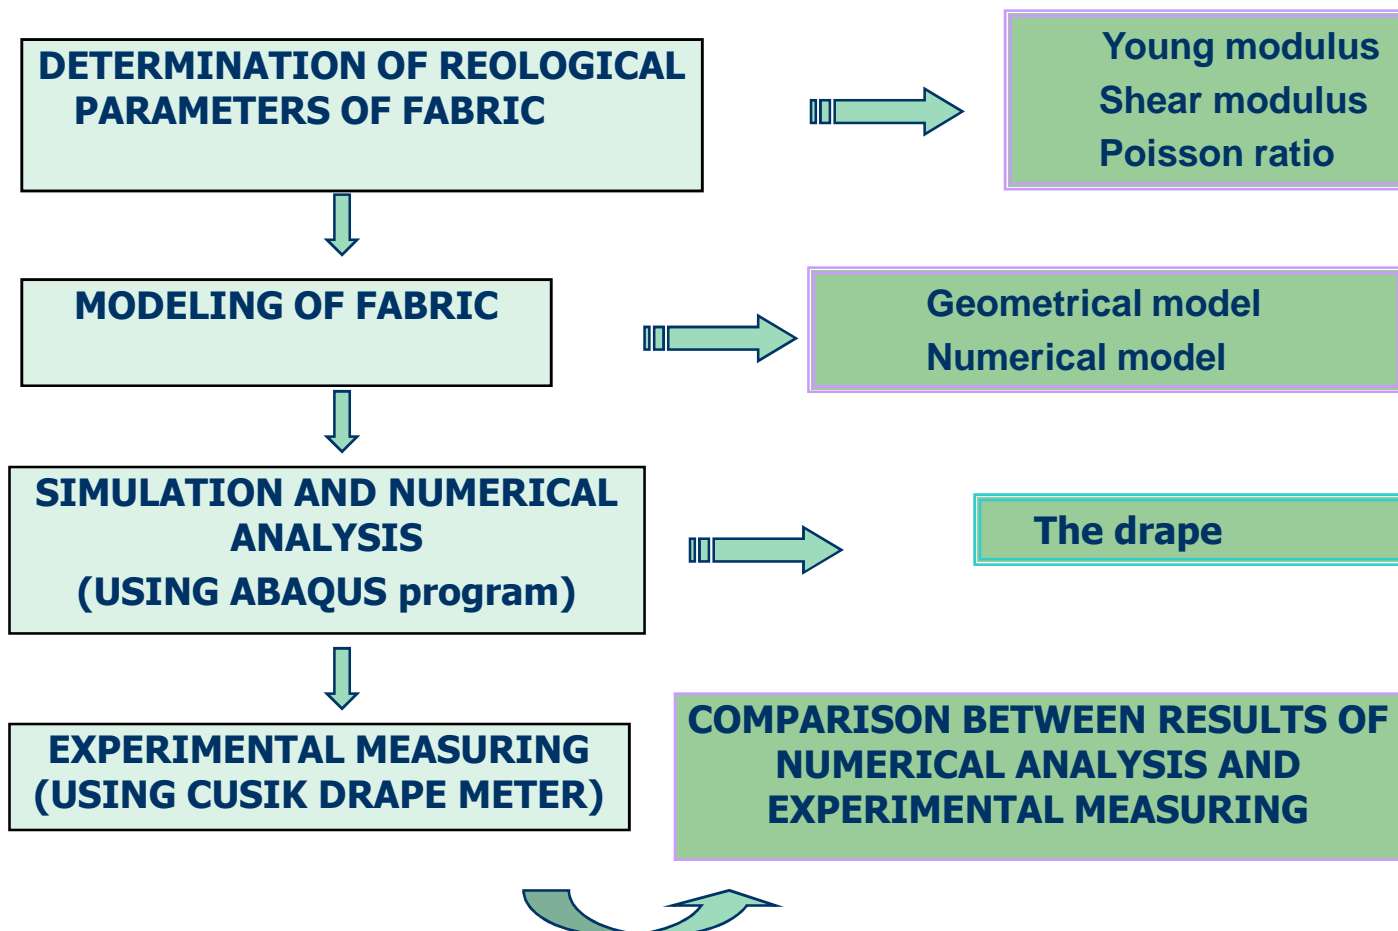 DETERMINATION OF REOLOGICAL
PARAMETERS OF FABRIC
Young modulus
Shear modulus
Poisson ratio
MODELING OF FABRIC
Geometrical model
Numerical model
SIMULATION AND NUMERICAL
ANALYSIS
(USING ABAQUS program)
The drape
EXPERIMENTAL MEASURING
(USING CUSIK DRAPE METER)
COMPARISON BETWEEN RESULTS OF
NUMERICAL ANALYSIS AND
EXPERIMENTAL MEASURING